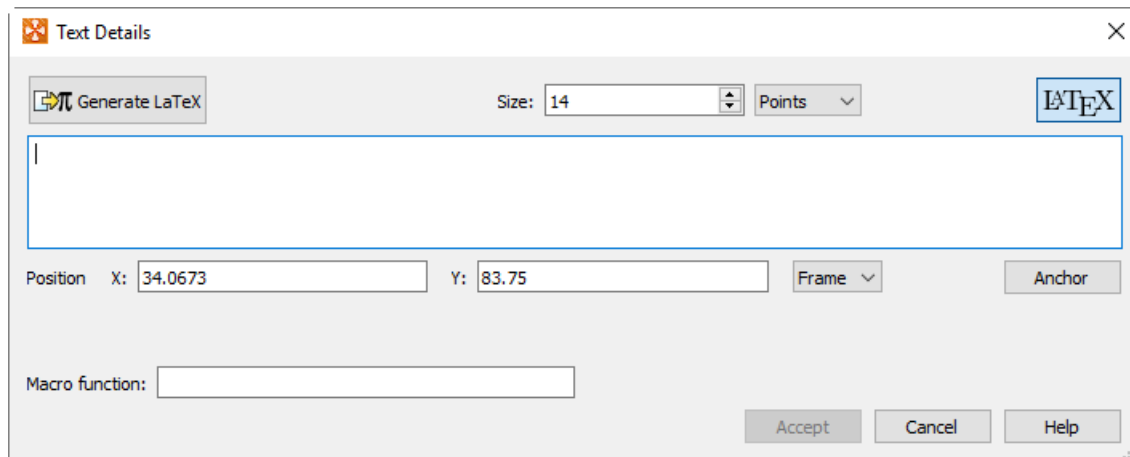 Text Details
Generate LaTeX Size: 14 Points LATEX
Position X: 34.0673 Y: 83.75 Frame Anchor
Macro function:
Accept Cancel Help